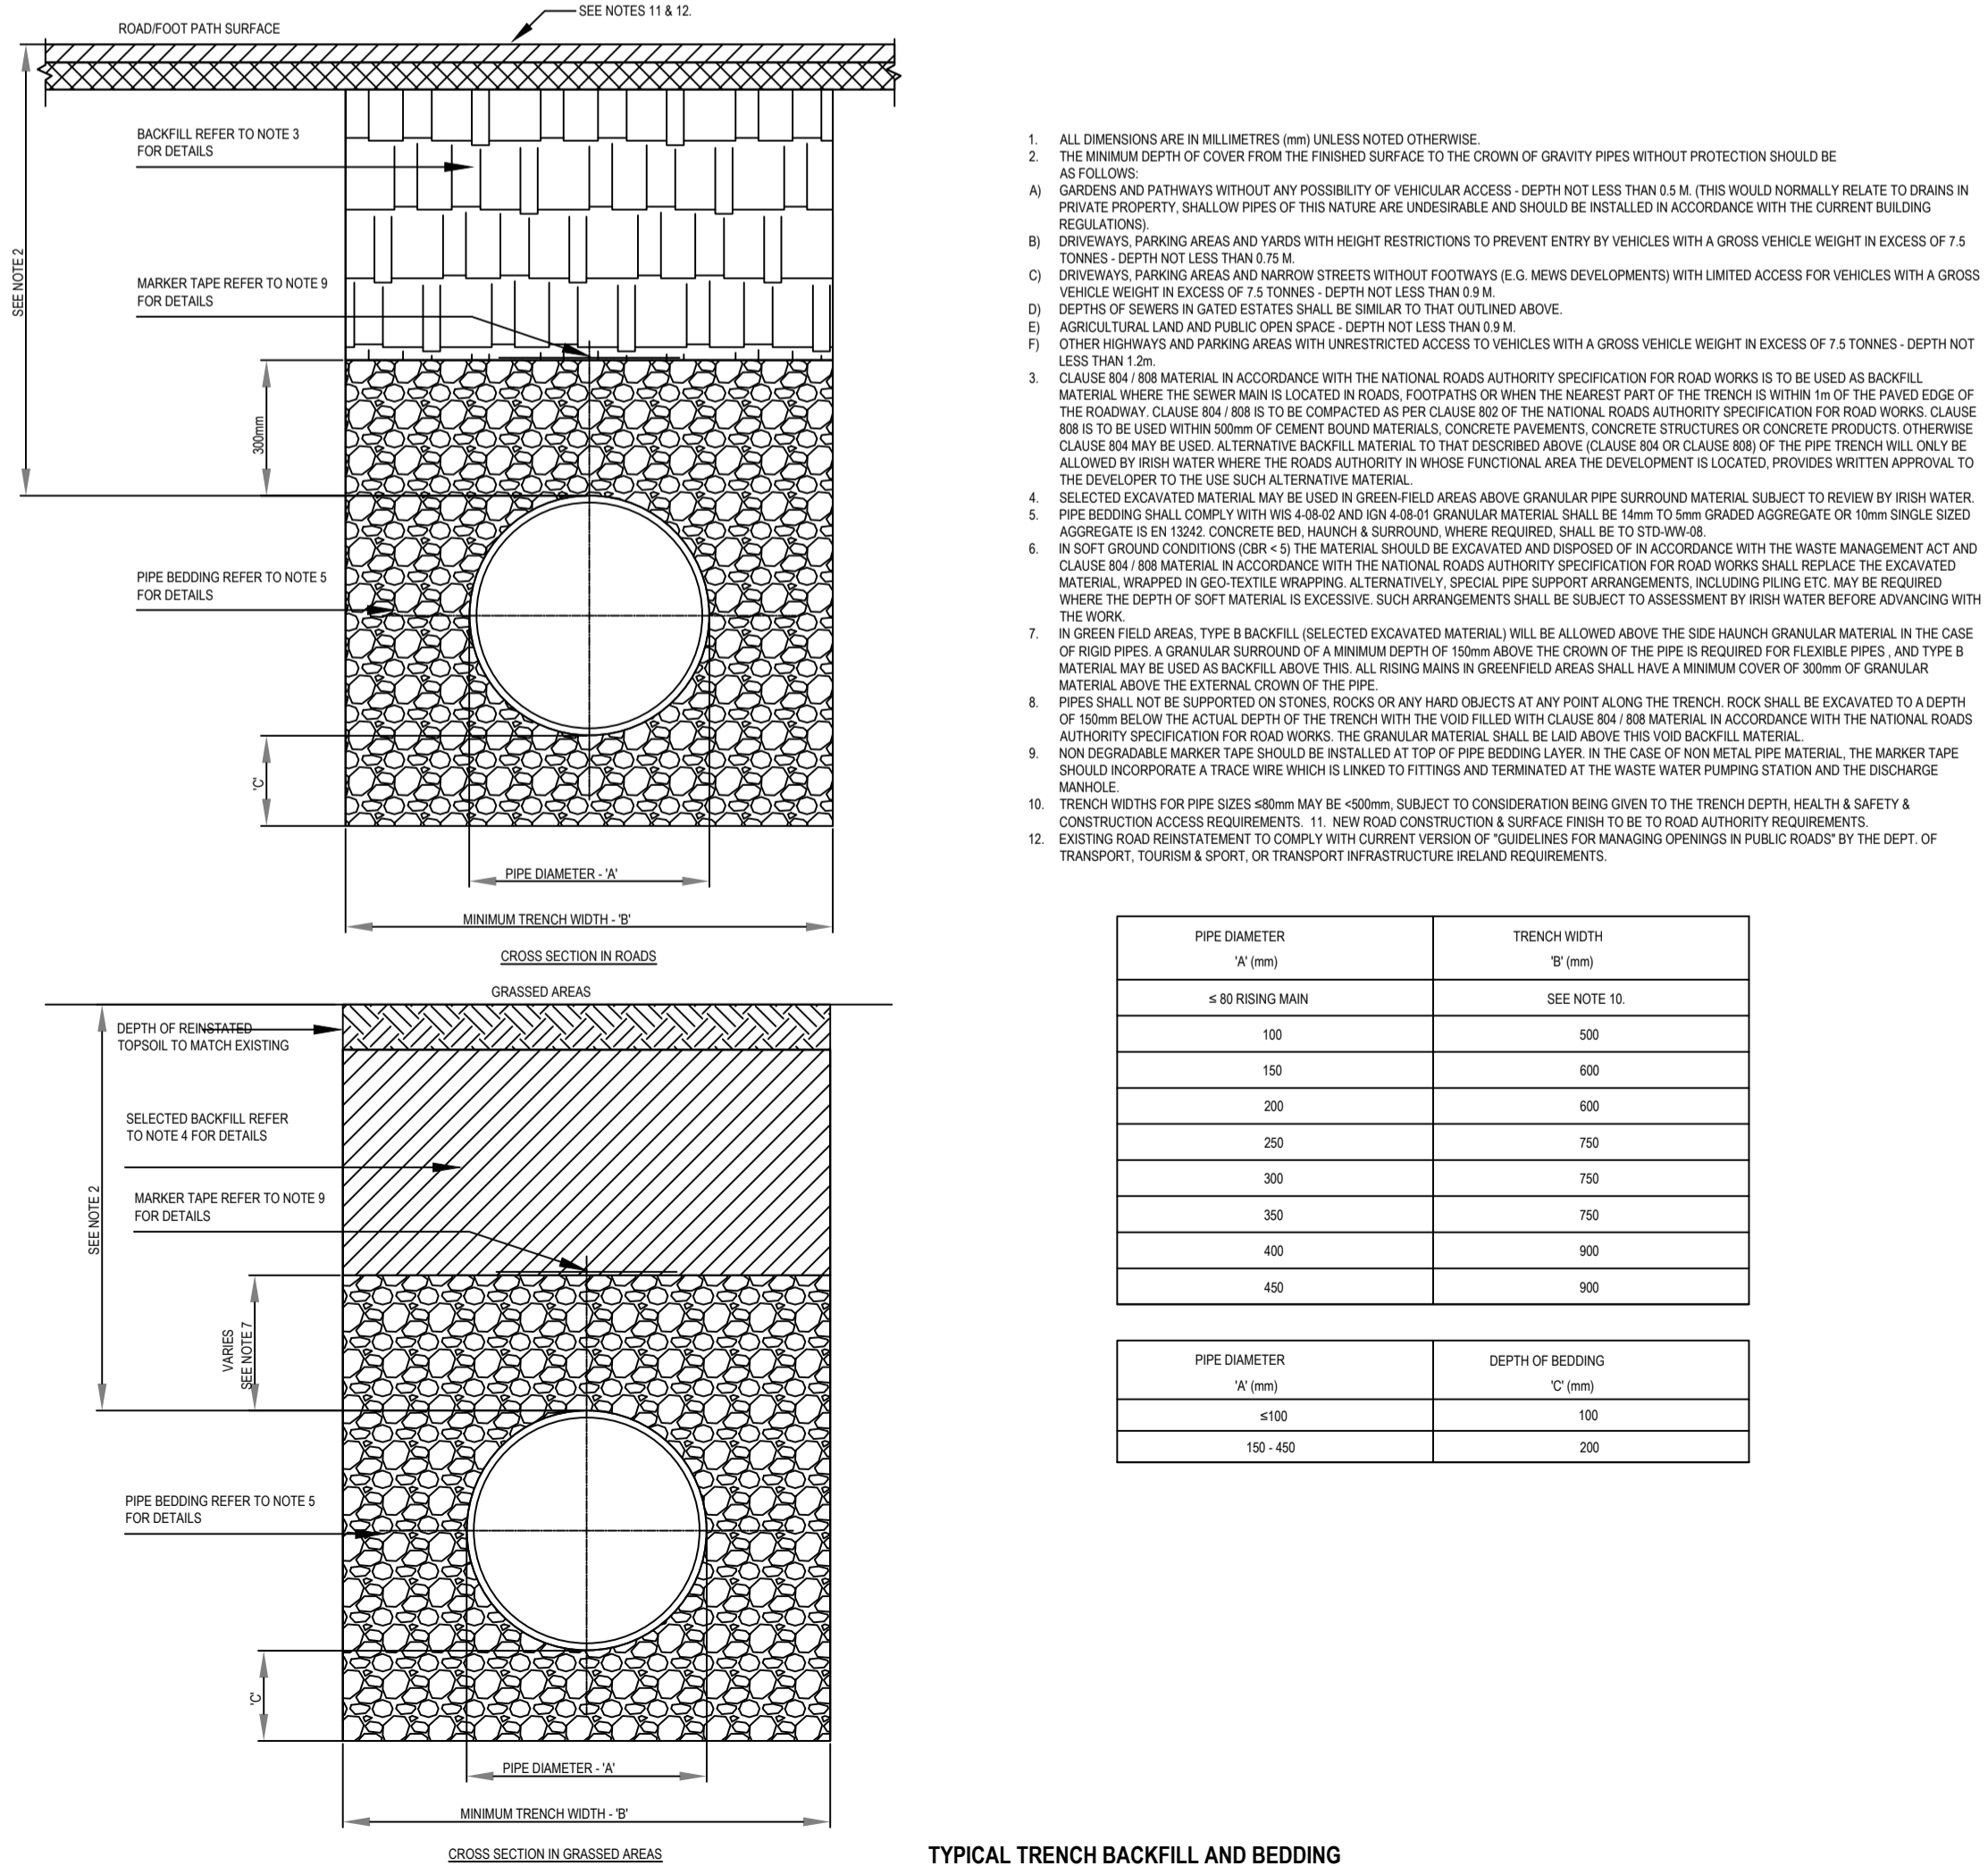 SEE NOTES 11 & 12.
ROAD/FOOT PATH SURFACE
BACKFILL REFER TO NOTE 3
FOR DETAILS
SEE NOTE 2
MARKER TAPE REFER TO NOTE 9
FOR DETAILS
300mm
PIPE BEDDING REFER TO NOTE 5
FOR DETAILS
'C'
PIPE DIAMETER - 'A'
MINIMUM TRENCH WIDTH - 'B'
CROSS SECTION IN ROADS
GRASSED AREAS
DEPTH OF REINSTATED
TOPSOIL TO MATCH EXISTING
SELECTED BACKFILL REFER
TO NOTE 4 FOR DETAILS
SEE NOTE 2
MARKER TAPE REFER TO NOTE 9
FOR DETAILS
VARIES
SEE NOTE 7
PIPE BEDDING REFER TO NOTE 5
FOR DETAILS
'C'
PIPE DIAMETER - 'A'
MINIMUM TRENCH WIDTH - 'B'
CROSS SECTION IN GRASSED AREAS
1. ALL DIMENSIONS ARE IN MILLIMETRES (mm) UNLESS NOTED OTHERWISE.
2. THE MINIMUM DEPTH OF COVER FROM THE FINISHED SURFACE TO THE CROWN OF GRAVITY PIPES WITHOUT PROTECTION SHOULD BE
AS FOLLOWS:
A) GARDENS AND PATHWAYS WITHOUT ANY POSSIBILITY OF VEHICULAR ACCESS - DEPTH NOT LESS THAN 0.5 M. (THIS WOULD NORMALLY RELATE TO DRAINS IN
PRIVATE PROPERTY, SHALLOW PIPES OF THIS NATURE ARE UNDESIRABLE AND SHOULD BE INSTALLED IN ACCORDANCE WITH THE CURRENT BUILDING
REGULATIONS).
B) DRIVEWAYS, PARKING AREAS AND YARDS WITH HEIGHT RESTRICTIONS TO PREVENT ENTRY BY VEHICLES WITH A GROSS VEHICLE WEIGHT IN EXCESS OF 7.5
TONNES - DEPTH NOT LESS THAN 0.75 M.
C) DRIVEWAYS, PARKING AREAS AND NARROW STREETS WITHOUT FOOTWAYS (E.G. MEWS DEVELOPMENTS) WITH LIMITED ACCESS FOR VEHICLES WITH A GROSS
VEHICLE WEIGHT IN EXCESS OF 7.5 TONNES - DEPTH NOT LESS THAN 0.9 M.
D) DEPTHS OF SEWERS IN GATED ESTATES SHALL BE SIMILAR TO THAT OUTLINED ABOVE.
E) AGRICULTURAL LAND AND PUBLIC OPEN SPACE - DEPTH NOT LESS THAN 0.9 M.
F) OTHER HIGHWAYS AND PARKING AREAS WITH UNRESTRICTED ACCESS TO VEHICLES WITH A GROSS VEHICLE WEIGHT IN EXCESS OF 7.5 TONNES - DEPTH NOT
LESS THAN 1.2m.
3. CLAUSE 804 / 808 MATERIAL IN ACCORDANCE WITH THE NATIONAL ROADS AUTHORITY SPECIFICATION FOR ROAD WORKS IS TO BE USED AS BACKFILL
MATERIAL WHERE THE SEWER MAIN IS LOCATED IN ROADS, FOOTPATHS OR WHEN THE NEAREST PART OF THE TRENCH IS WITHIN 1m OF THE PAVED EDGE OF
THE ROADWAY. CLAUSE 804 / 808 IS TO BE COMPACTED AS PER CLAUSE 802 OF THE NATIONAL ROADS AUTHORITY SPECIFICATION FOR ROAD WORKS. CLAUSE
808 IS TO BE USED WITHIN 500mm OF CEMENT BOUND MATERIALS, CONCRETE PAVEMENTS, CONCRETE STRUCTURES OR CONCRETE PRODUCTS. OTHERWISE
CLAUSE 804 MAY BE USED. ALTERNATIVE BACKFILL MATERIAL TO THAT DESCRIBED ABOVE (CLAUSE 804 OR CLAUSE 808) OF THE PIPE TRENCH WILL ONLY BE
ALLOWED BY IRISH WATER WHERE THE ROADS AUTHORITY IN WHOSE FUNCTIONAL AREA THE DEVELOPMENT IS LOCATED, PROVIDES WRITTEN APPROVAL TO
THE DEVELOPER TO THE USE SUCH ALTERNATIVE MATERIAL.
4. SELECTED EXCAVATED MATERIAL MAY BE USED IN GREEN-FIELD AREAS ABOVE GRANULAR PIPE SURROUND MATERIAL SUBJECT TO REVIEW BY IRISH WATER.
5. PIPE BEDDING SHALL COMPLY WITH WIS 4-08-02 AND IGN 4-08-01 GRANULAR MATERIAL SHALL BE 14mm TO 5mm GRADED AGGREGATE OR 10mm SINGLE SIZED
AGGREGATE IS EN 13242. CONCRETE BED, HAUNCH & SURROUND, WHERE REQUIRED, SHALL BE TO STD-WW-08.
6. IN SOFT GROUND CONDITIONS (CBR < 5) THE MATERIAL SHOULD BE EXCAVATED AND DISPOSED OF IN ACCORDANCE WITH THE WASTE MANAGEMENT ACT AND
CLAUSE 804 / 808 MATERIAL IN ACCORDANCE WITH THE NATIONAL ROADS AUTHORITY SPECIFICATION FOR ROAD WORKS SHALL REPLACE THE EXCAVATED
MATERIAL, WRAPPED IN GEO-TEXTILE WRAPPING. ALTERNATIVELY, SPECIAL PIPE SUPPORT ARRANGEMENTS, INCLUDING PILING ETC. MAY BE REQUIRED
WHERE THE DEPTH OF SOFT MATERIAL IS EXCESSIVE. SUCH ARRANGEMENTS SHALL BE SUBJECT TO ASSESSMENT BY IRISH WATER BEFORE ADVANCING WITH
THE WORK.
7. IN GREEN FIELD AREAS, TYPE B BACKFILL (SELECTED EXCAVATED MATERIAL) WILL BE ALLOWED ABOVE THE SIDE HAUNCH GRANULAR MATERIAL IN THE CASE
OF RIGID PIPES. A GRANULAR SURROUND OF A MINIMUM DEPTH OF 150mm ABOVE THE CROWN OF THE PIPE IS REQUIRED FOR FLEXIBLE PIPES , AND TYPE B
MATERIAL MAY BE USED AS BACKFILL ABOVE THIS. ALL RISING MAINS IN GREENFIELD AREAS SHALL HAVE A MINIMUM COVER OF 300mm OF GRANULAR
MATERIAL ABOVE THE EXTERNAL CROWN OF THE PIPE.
8. PIPES SHALL NOT BE SUPPORTED ON STONES, ROCKS OR ANY HARD OBJECTS AT ANY POINT ALONG THE TRENCH. ROCK SHALL BE EXCAVATED TO A DEPTH
OF 150mm BELOW THE ACTUAL DEPTH OF THE TRENCH WITH THE VOID FILLED WITH CLAUSE 804 / 808 MATERIAL IN ACCORDANCE WITH THE NATIONAL ROADS
AUTHORITY SPECIFICATION FOR ROAD WORKS. THE GRANULAR MATERIAL SHALL BE LAID ABOVE THIS VOID BACKFILL MATERIAL.
9. NON DEGRADABLE MARKER TAPE SHOULD BE INSTALLED AT TOP OF PIPE BEDDING LAYER. IN THE CASE OF NON METAL PIPE MATERIAL, THE MARKER TAPE
SHOULD INCORPORATE A TRACE WIRE WHICH IS LINKED TO FITTINGS AND TERMINATED AT THE WASTE WATER PUMPING STATION AND THE DISCHARGE
MANHOLE.
10. TRENCH WIDTHS FOR PIPE SIZES ≤80mm MAY BE <500mm, SUBJECT TO CONSIDERATION BEING GIVEN TO THE TRENCH DEPTH, HEALTH & SAFETY &
CONSTRUCTION ACCESS REQUIREMENTS. 11. NEW ROAD CONSTRUCTION & SURFACE FINISH TO BE TO ROAD AUTHORITY REQUIREMENTS.
12. EXISTING ROAD REINSTATEMENT TO COMPLY WITH CURRENT VERSION OF "GUIDELINES FOR MANAGING OPENINGS IN PUBLIC ROADS" BY THE DEPT. OF
TRANSPORT, TOURISM & SPORT, OR TRANSPORT INFRASTRUCTURE IRELAND REQUIREMENTS.
PIPE DIAMETER TRENCH WIDTH
'A' (mm) 'B' (mm)
≤ 80 RISING MAIN SEE NOTE 10.
100 500
150 600
200 600
250 750
300 750
350 750
400 900
450 900
PIPE DIAMETER DEPTH OF BEDDING
'A' (mm) 'C' (mm)
≤100 100
150 - 450 200
TYPICAL TRENCH BACKFILL AND BEDDING